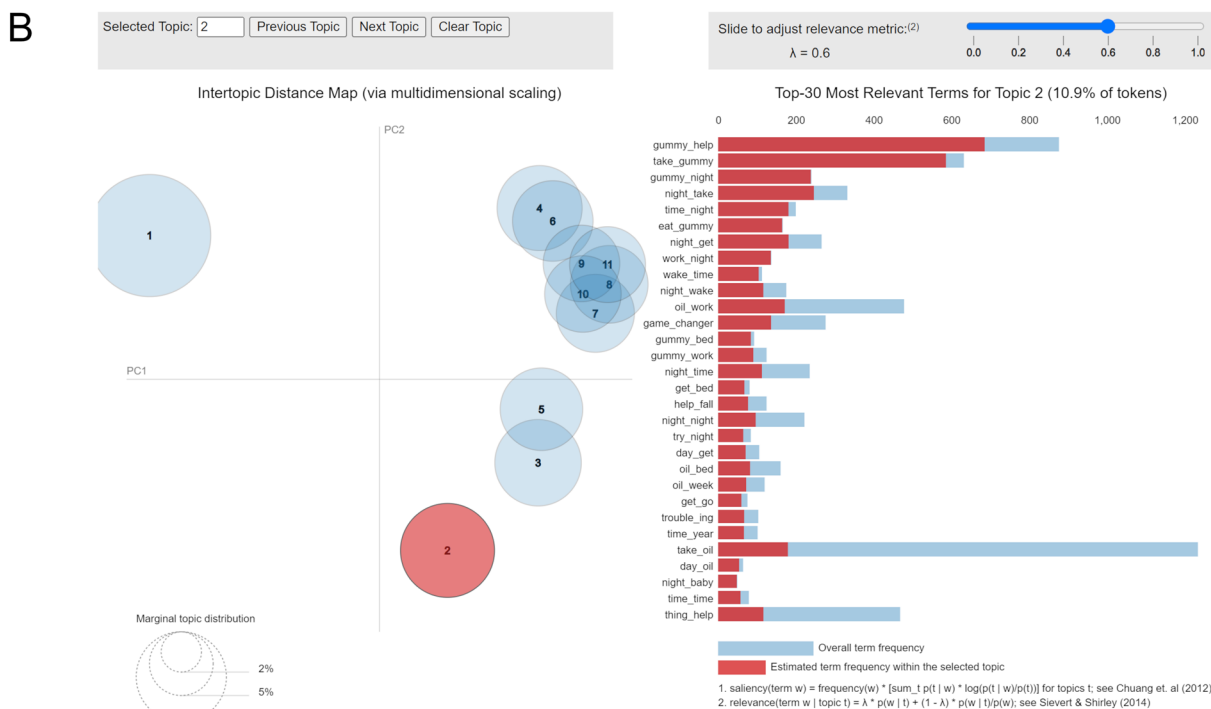 B
Selected Topic: 2 Previous Topic Next Topic Clear Topic
Slide to adjust relevance metric:(2)
λ = 0.6
0.0 0.2 0.4 0.6 0.8 1.0
Intertopic Distance Map (via multidimensional scaling)
PC2
PC1
1
4
6
9
11
8
10
7
5
3
2
Marginal topic distribution
2%
5%
Top-30 Most Relevant Terms for Topic 2 (10.9% of tokens)
0 200 400 600 800 1,000 1,200
gummy_help
take_gummy
gummy_night
night_take
time_night
eat_gummy
night_get
work_night
wake_time
night_wake
oil_work
game_changer
gummy_bed
gummy_work
night_time
get_bed
help_fall
night_night
try_night
day_get
oil_bed
oil_week
get_go
trouble_ing
time_year
take_oil
day_oil
night_baby
time_time
thing_help
Overall term frequency
Estimated term frequency within the selected topic
1. saliency(term w) = frequency(w) * [sum_t p(t | w) * log(p(t | w)/p(t))] for topics t; see Chuang et. al (2012)
2. relevance(term w | topic t) = λ * p(w | t) + (1 - λ) * p(w | t)/p(w); see Sievert & Shirley (2014)